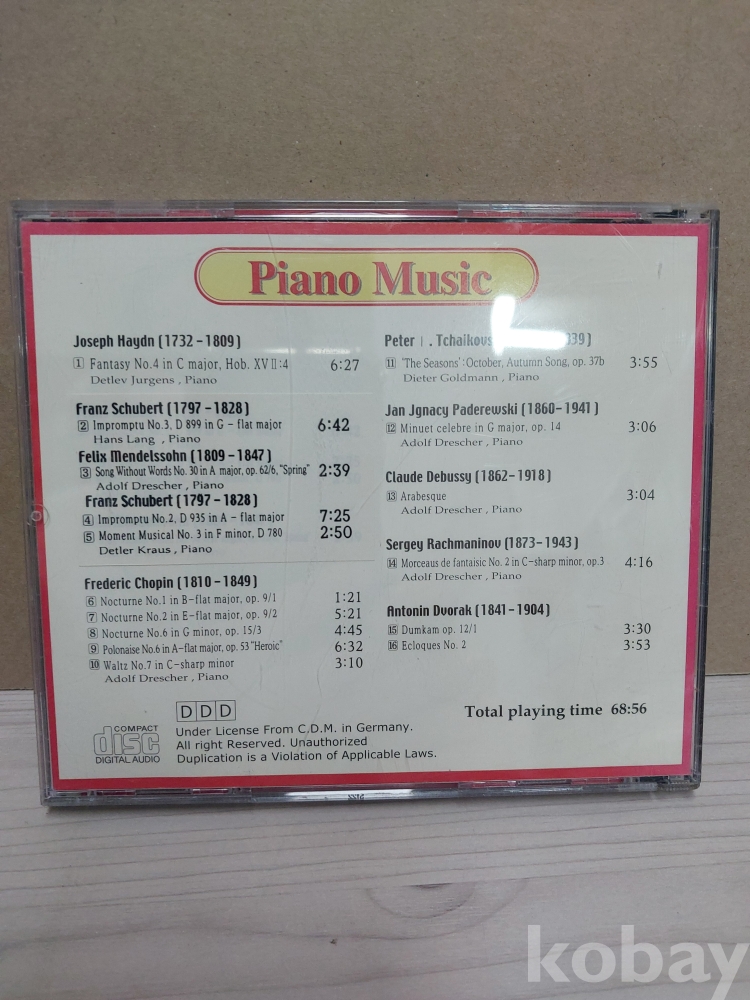 Piano Music
Joseph Haydn (1732-1809)
1 Fantasy No.4 in C major, Hob. XVII:4 6:27
Detlev Jurgens, Piano
Franz Schubert (1797-1828)
2 Impromptu No.3, D 899 in G - flat major 6:42
Hans Lang, Piano
Felix Mendelssohn (1809-1847)
3 Song Without Words No. 30 in A major, op. 62/6, "Spring" 2:39
Adolf Drescher, Piano
Franz Schubert (1797-1828)
4 Impromptu No.2, D 935 in A - flat major 7:25
5 Moment Musical No. 3 in F minor, D 780 2:50
Detler Kraus, Piano
Frederic Chopin (1810-1849)
6 Nocturne No.1 in B-flat major, op. 9/1 1:21
7 Nocturne No.2 in E-flat major, op. 9/2 5:21
8 Nocturne No.6 in G minor, op. 15/3 4:45
9 Polonaise No.6 in A-flat major, op. 53 "Heroic" 6:32
10 Waltz No.7 in C-sharp minor 3:10
Adolf Drescher, Piano
Peter I. Tchaikovs
11 'The Seasons':October, Autumn Song, op. 37b 3:55
Dieter Goldmann, Piano
Jan Jgnacy Paderewski (1860-1941)
12 Minuet celebre in G major, op. 14 3:06
Adolf Drescher, Piano
Claude Debussy (1862-1918)
13 Arabesque 3:04
Adolf Drescher, Piano
Sergey Rachmaninov (1873-1943)
14 Morceaus de fantaisic No. 2 in C-sharp minor, op.3 4:16
Adolf Drescher, Piano
Antonin Dvorak (1841-1904)
15 Dumkam op. 12/1 3:30
16 Ecloques No. 2 3:53
Total playing time 68:56
COMPACT
disc
DIGITAL AUDIO
DDD
Under License From C.D.M. in Germany.
All right Reserved. Unauthorized
Duplication is a Violation of Applicable Laws.
kobay